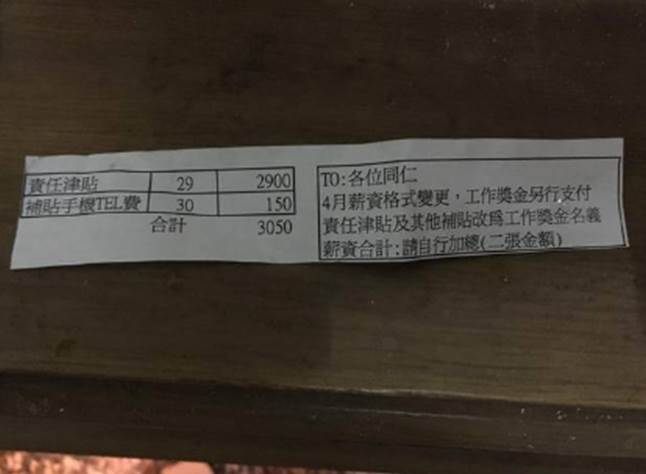 責任津貼 29 2900
補貼手機TEL費 30 150
合計 3050
TO:各位同仁
4月薪資格式變更，工作獎金另行支付
責任津貼及其他補貼改為工作獎金名義
薪資合計:請自行加總(二張金額)